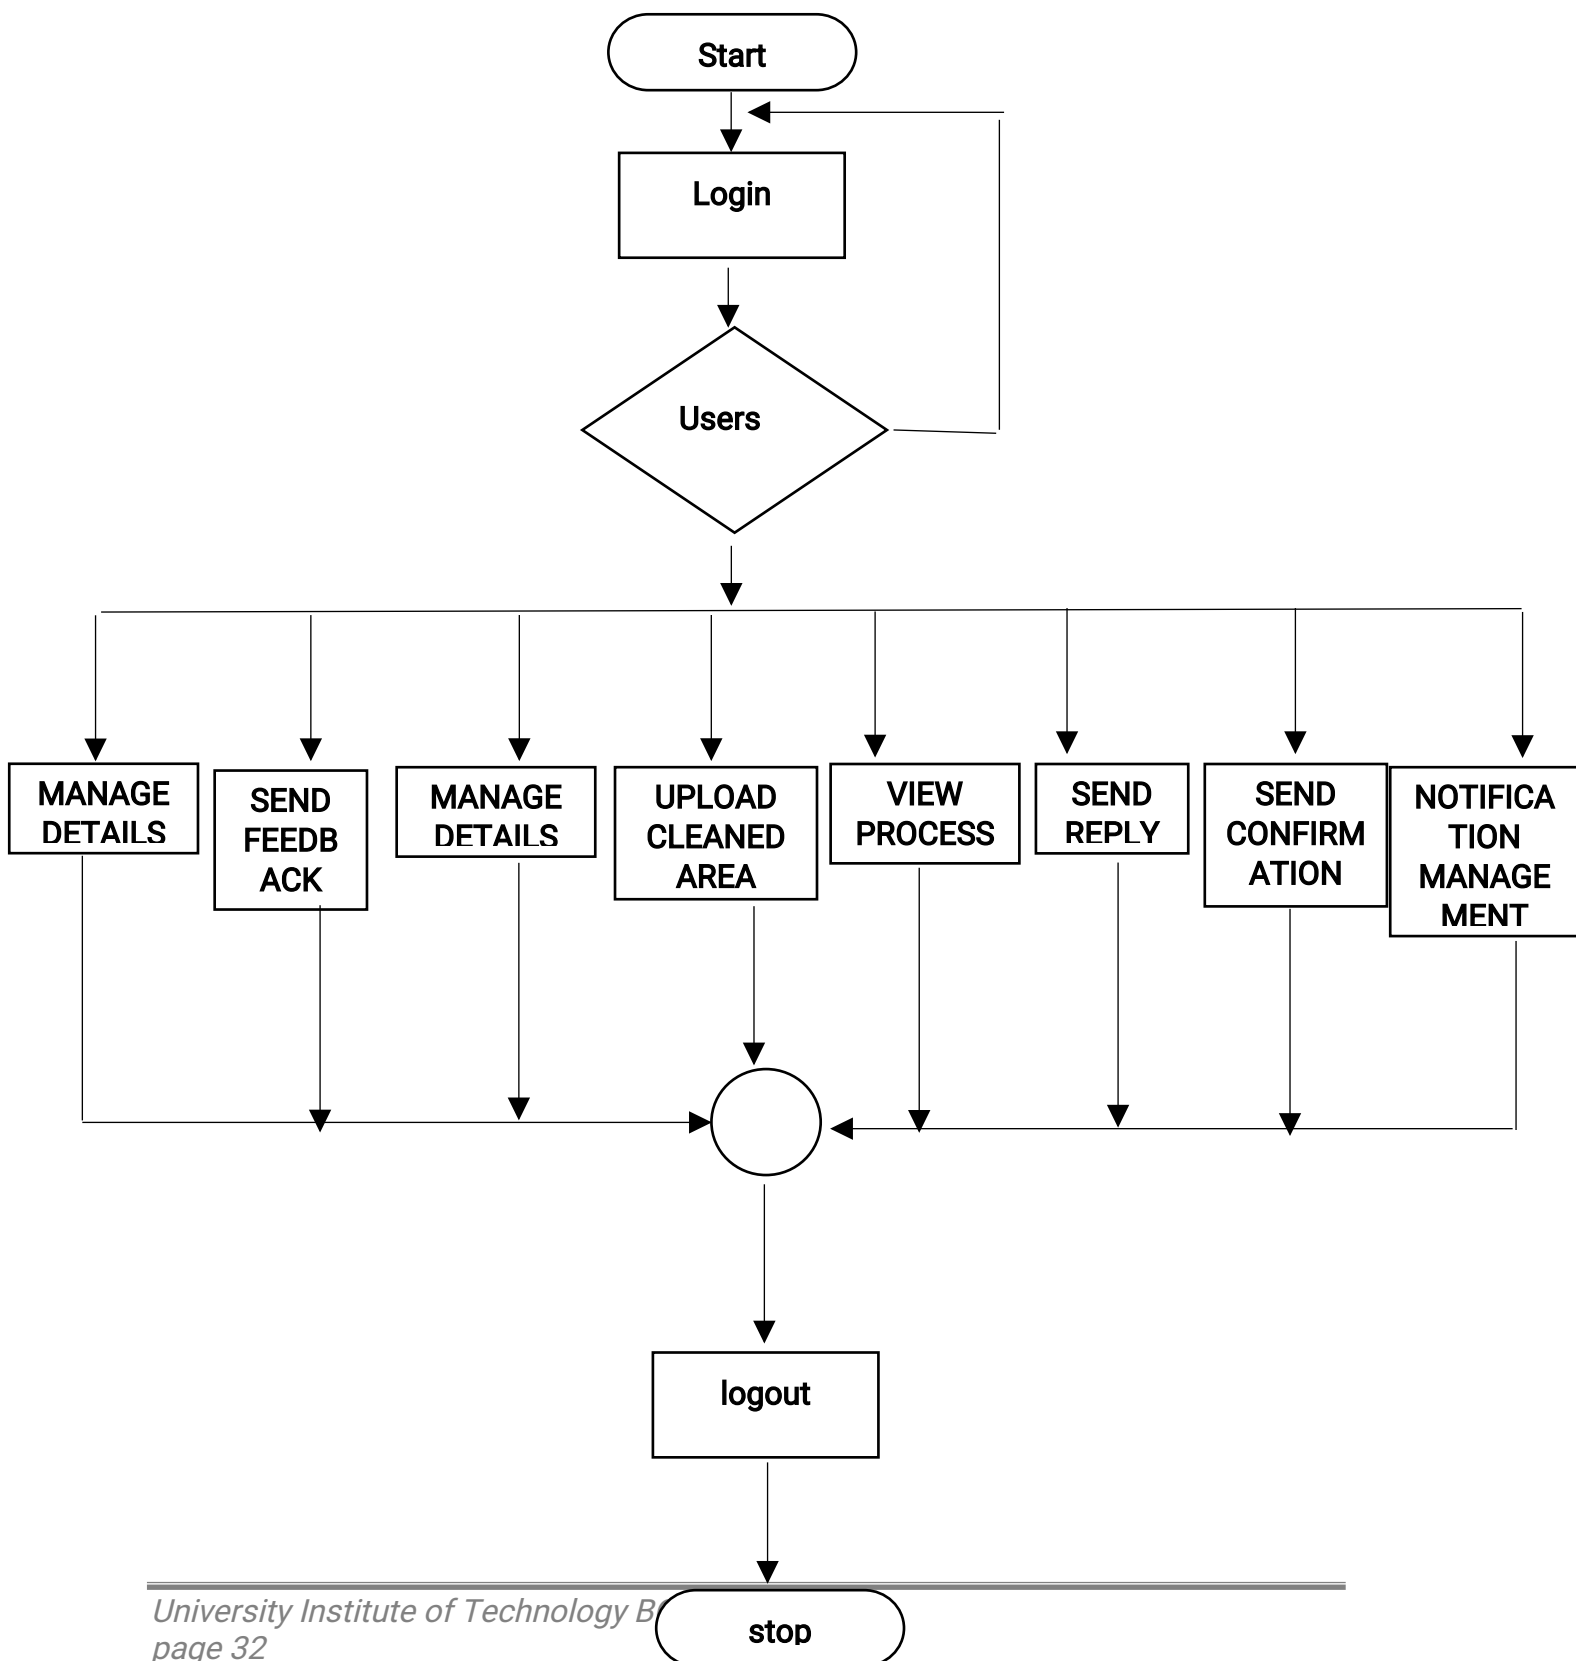 Start
Login
Users
MANAGE
DETAILS
SEND
FEEDB
ACK
MANAGE
DETAILS
UPLOAD
CLEANED
AREA
VIEW
PROCESS
SEND
REPLY
SEND
CONFIRM
ATION
NOTIFICA
TION
MANAGE
MENT
logout
University Institute of Technology
page 32
stop